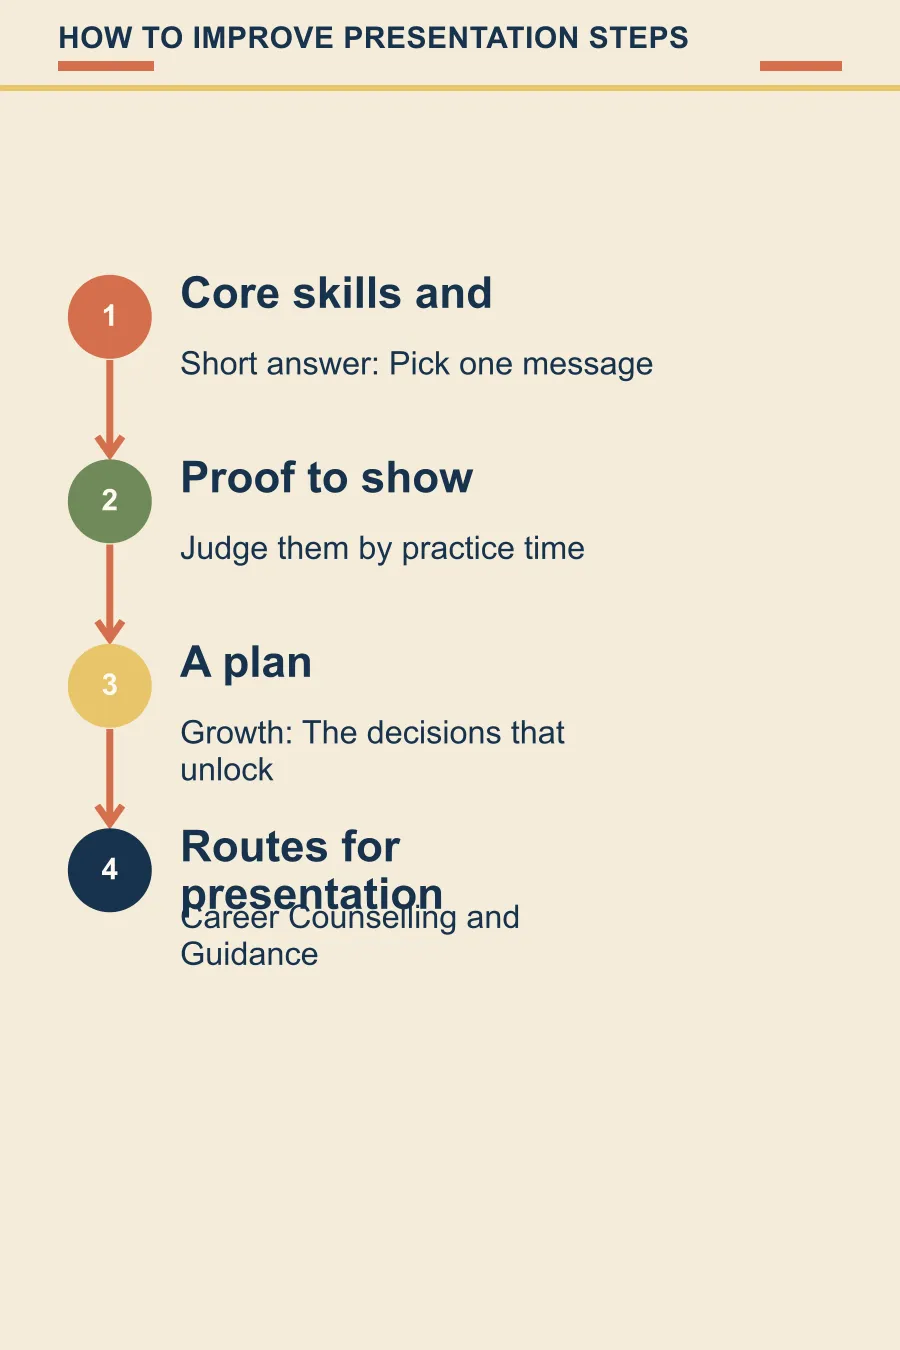 HOW TO IMPROVE PRESENTATION STEPS
1
Core skills and
Short answer: Pick one message
2
Proof to show
Judge them by practice time
3
A plan
Growth: The decisions that
unlock
4
Routes for
presentation
Career Counselling and
Guidance